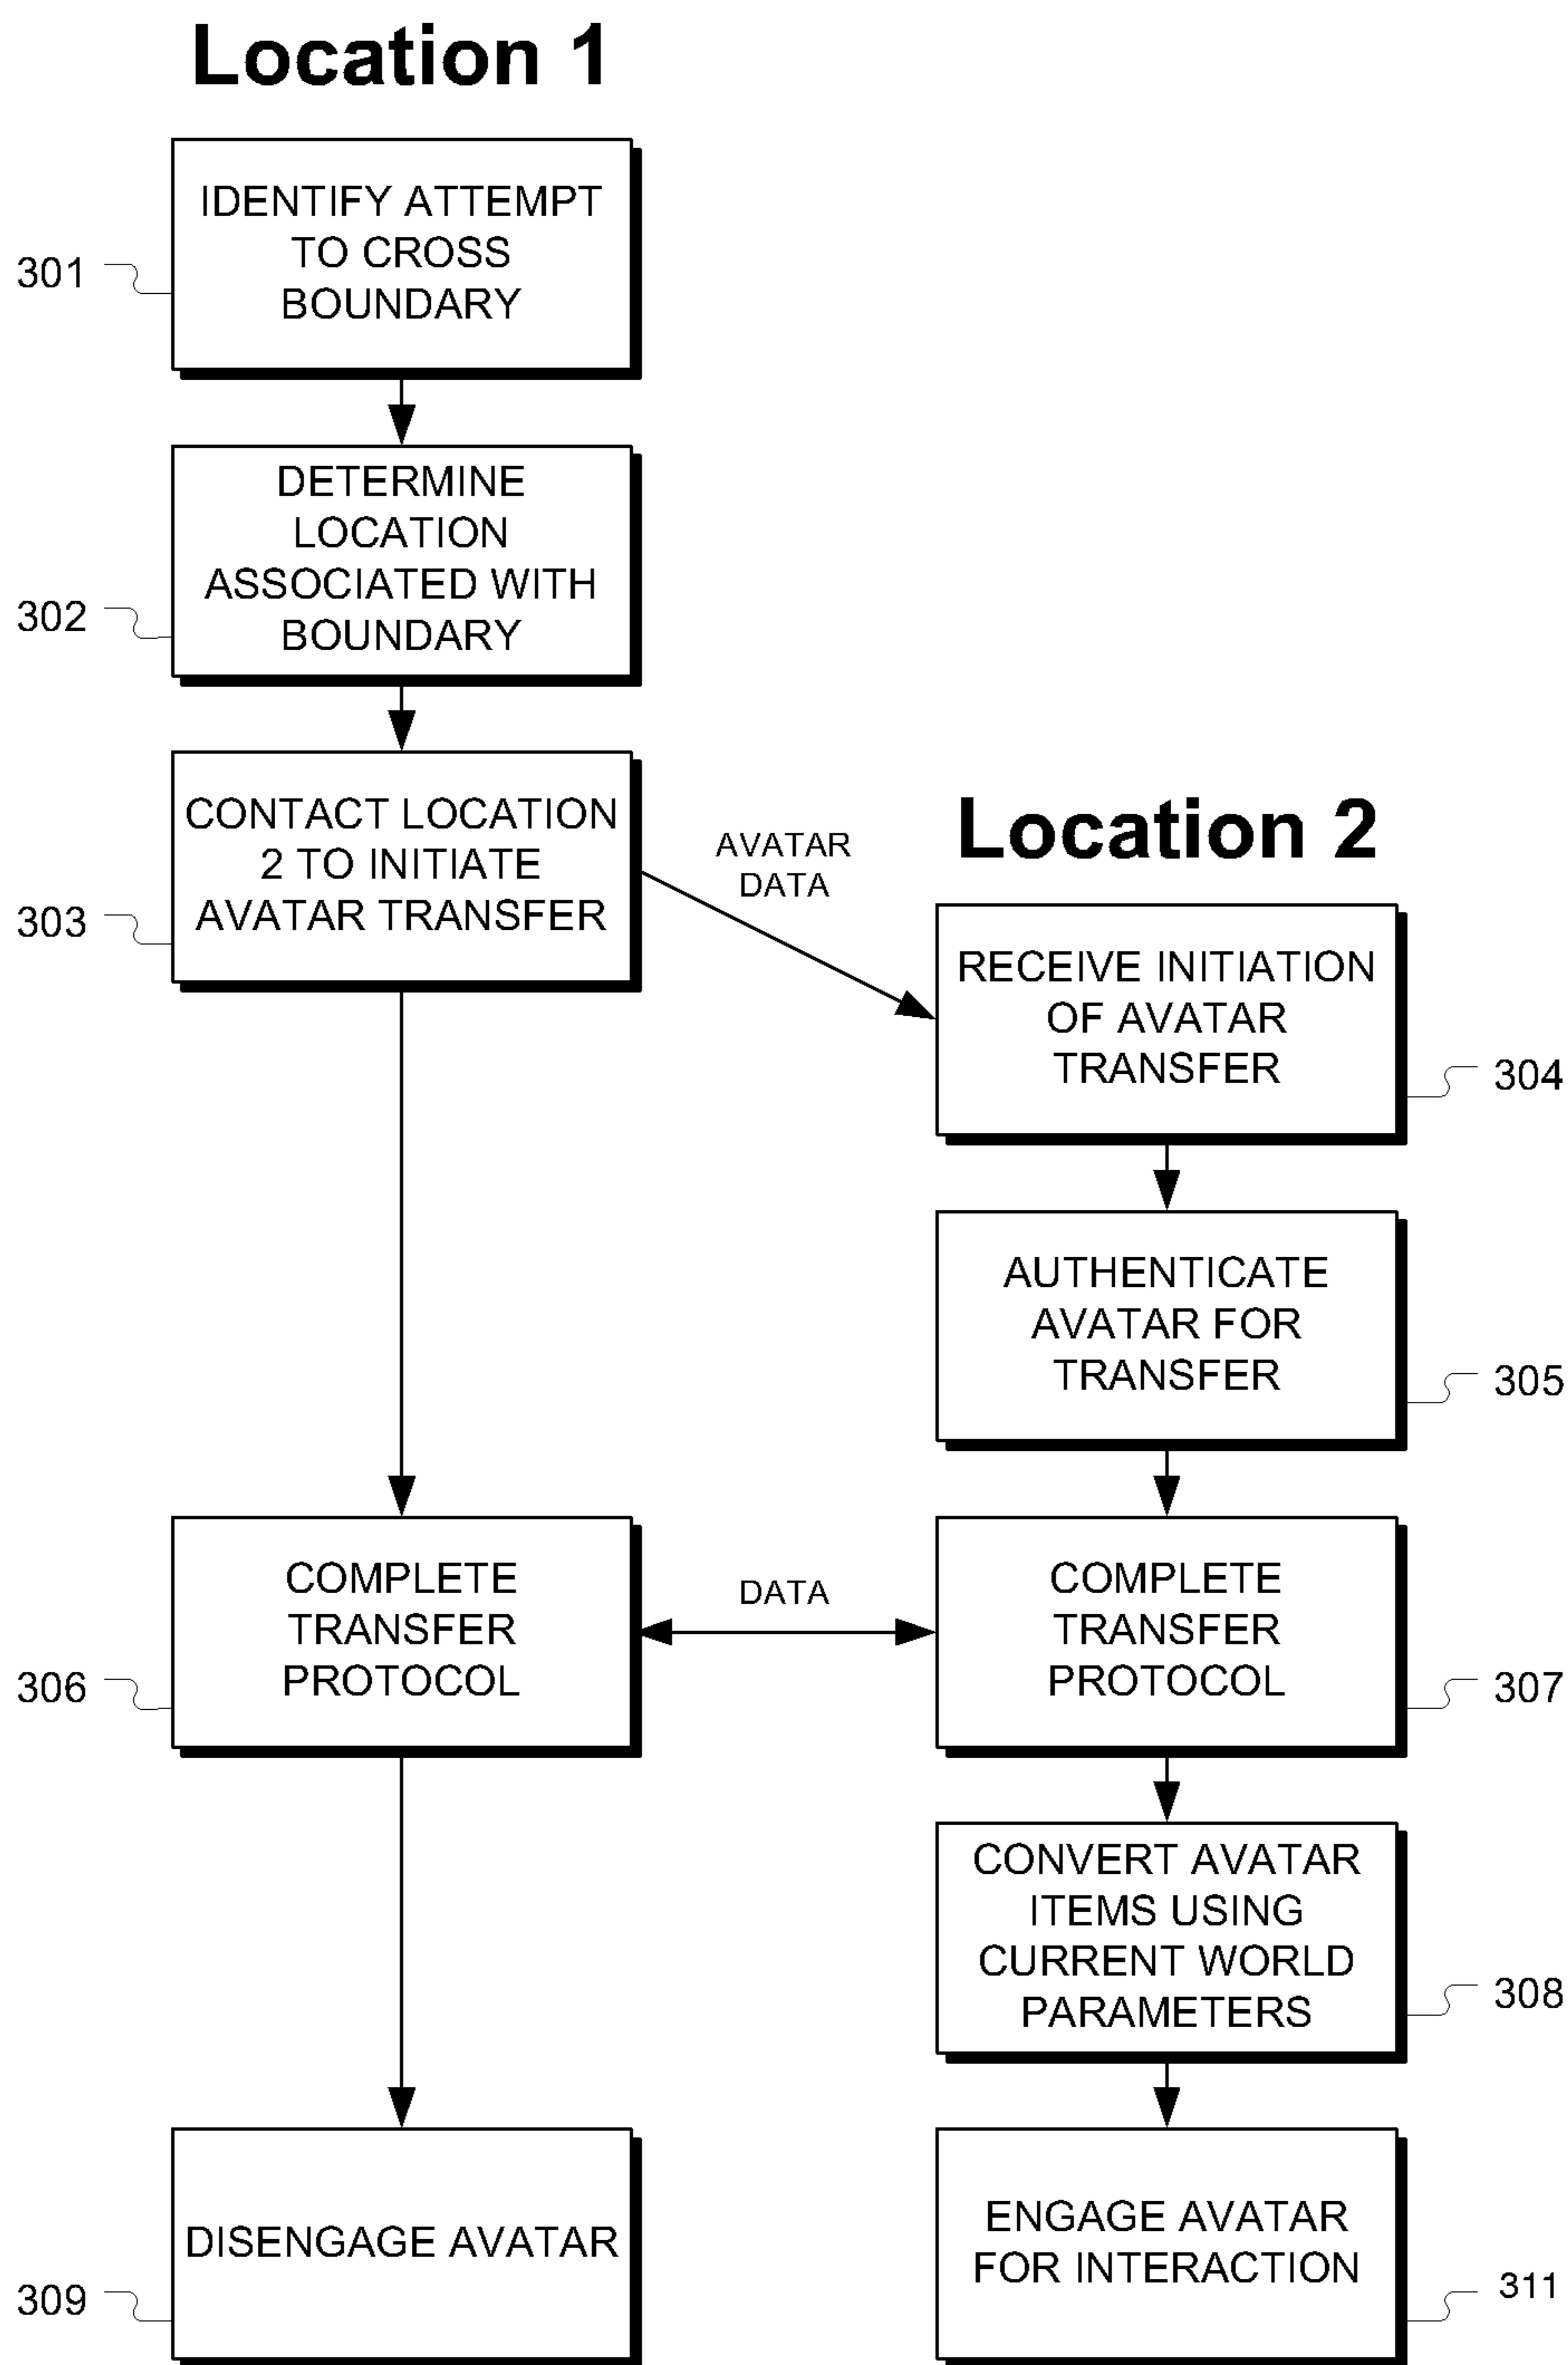 Location 1
IDENTIFY ATTEMPT
TO CROSS
BOUNDARY
301
DETERMINE
LOCATION
ASSOCIATED WITH
BOUNDARY
302
CONTACT LOCATION
2 TO INITIATE
AVATAR TRANSFER
303
AVATAR
DATA
Location 2
RECEIVE INITIATION
OF AVATAR
TRANSFER
304
AUTHENTICATE
AVATAR FOR
TRANSFER
305
COMPLETE
TRANSFER
PROTOCOL
306
DATA
COMPLETE
TRANSFER
PROTOCOL
307
CONVERT AVATAR
ITEMS USING
CURRENT WORLD
PARAMETERS
308
DISENGAGE AVATAR
309
ENGAGE AVATAR
FOR INTERACTION
311